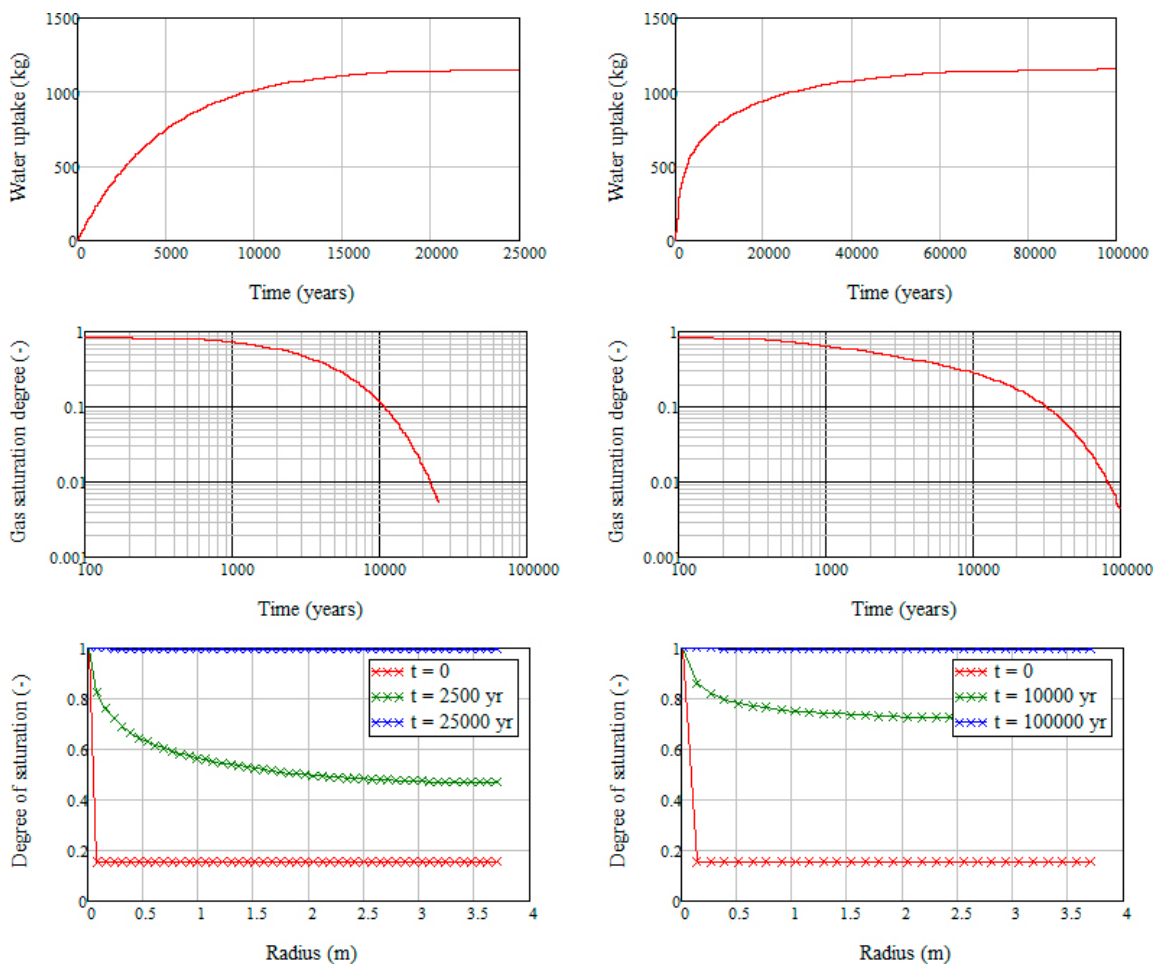 Water uptake (kg)
1500
1000
500
0
0 5000 10000 15000 20000 25000
Time (years)
Water uptake (kg)
1500
1000
500
0
0 20000 40000 60000 80000 100000
Time (years)
Gas saturation degree (-)
1
0.1
0.01
0.001
100 1000 10000 100000
Time (years)
Gas saturation degree (-)
1
0.1
0.01
0.001
100 1000 10000 100000
Time (years)
Degree of saturation (-)
1
0.8
0.6
0.4
0.2
0
0 0.5 1 1.5 2 2.5 3 3.5 4
t = 0
t = 2500 yr
t = 25000 yr
Radius (m)
Degree of saturation (-)
1
0.8
0.6
0.4
0.2
0
0 0.5 1 1.5 2 2.5 3 3.5 4
t = 0
t = 10000 yr
t = 100000 yr
Radius (m)